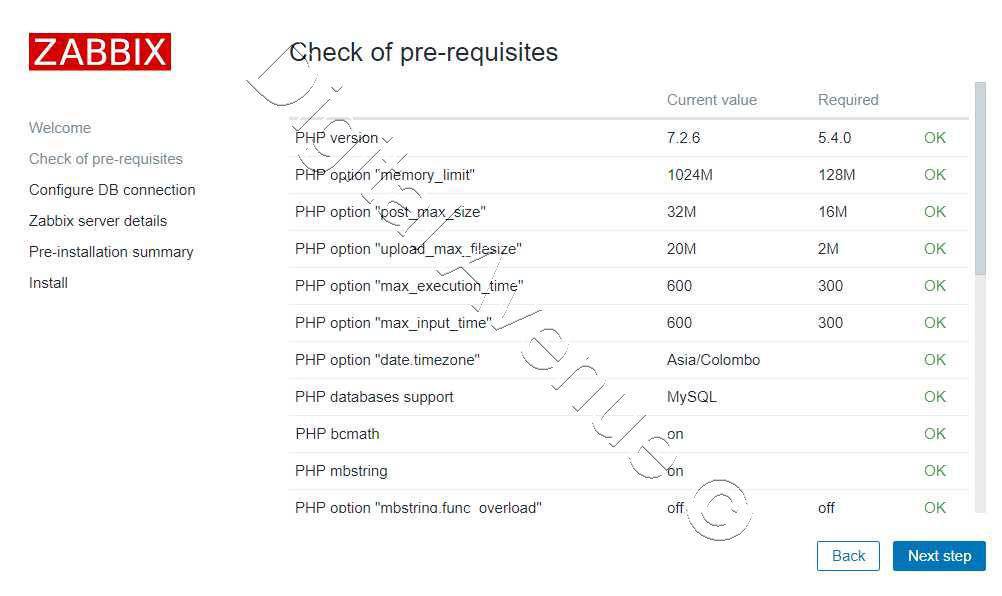 ZABBIX
Check of pre-requisites
Welcome
Check of pre-requisites
Configure DB connection
Zabbix server details
Pre-installation summary
Install
Current value Required
PHP version 7.2.6 5.4.0 OK
PHP option "memory_limit" 1024M 128M OK
PHP option "post_max_size" 32M 16M OK
PHP option "upload_max_filesize" 20M 2M OK
PHP option "max_execution_time" 600 300 OK
PHP option "max_input_time" 600 300 OK
PHP option "date.timezone" Asia/Colombo OK
PHP databases support MySQL OK
PHP bcmath on OK
PHP mbstring on OK
PHP option "mbstring.func_overload" off off OK
Back Next step
Digital Avenue ©